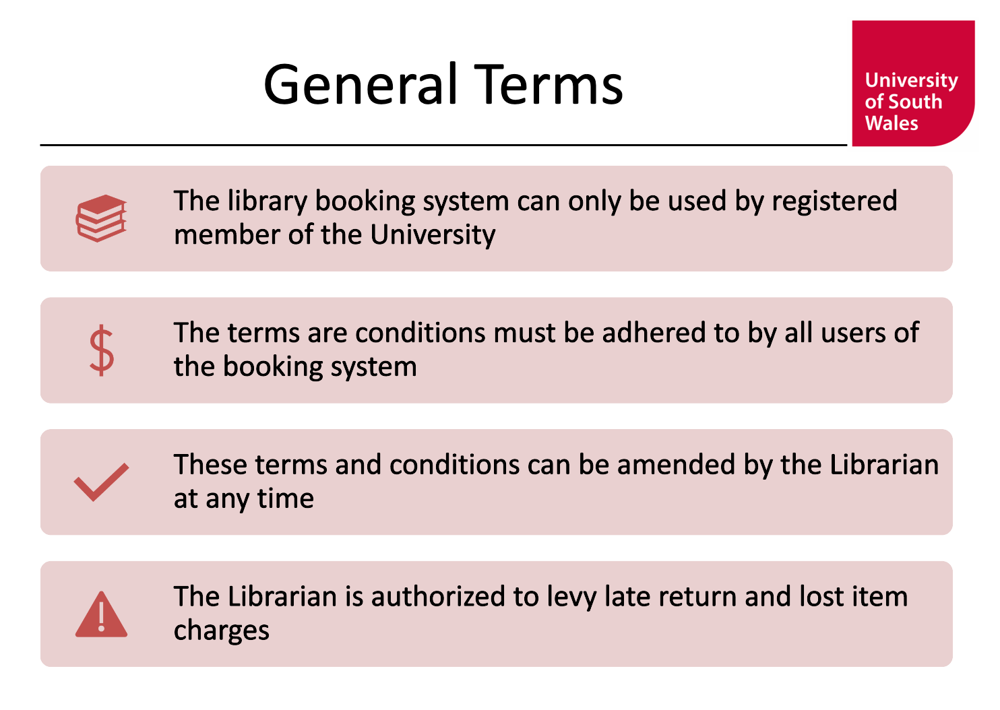 General Terms
University
of South
Wales
The library booking system can only be used by registered
member of the University
The terms are conditions must be adhered to by all users of
the booking system
These terms and conditions can be amended by the Librarian
at any time
The Librarian is authorized to levy late return and lost item
charges